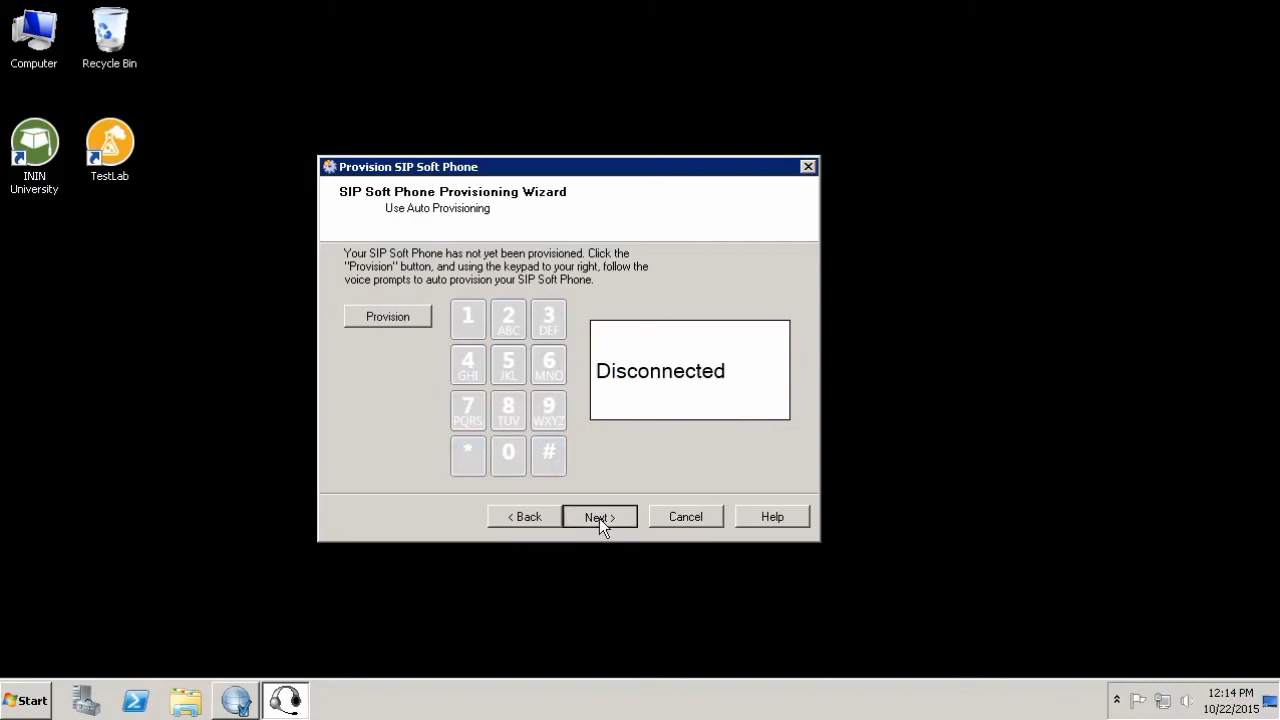 Computer
Recycle Bin
ININ
University
TestLab
Provision SIP Soft Phone
SIP Soft Phone Provisioning Wizard
Use Auto Provisioning
Your SIP Soft Phone has not yet been provisioned. Click the
"Provision" button, and using the keypad to your right, follow the
voice prompts to auto provision your SIP Soft Phone.
Provision
1 2 3
ABC DEF
4 5 6
GHI JKL MNO
7 8 9
PQRS TUV WXYZ
* 0 #
Disconnected
< Back Next > Cancel Help
Start
12:14 PM
10/22/2015